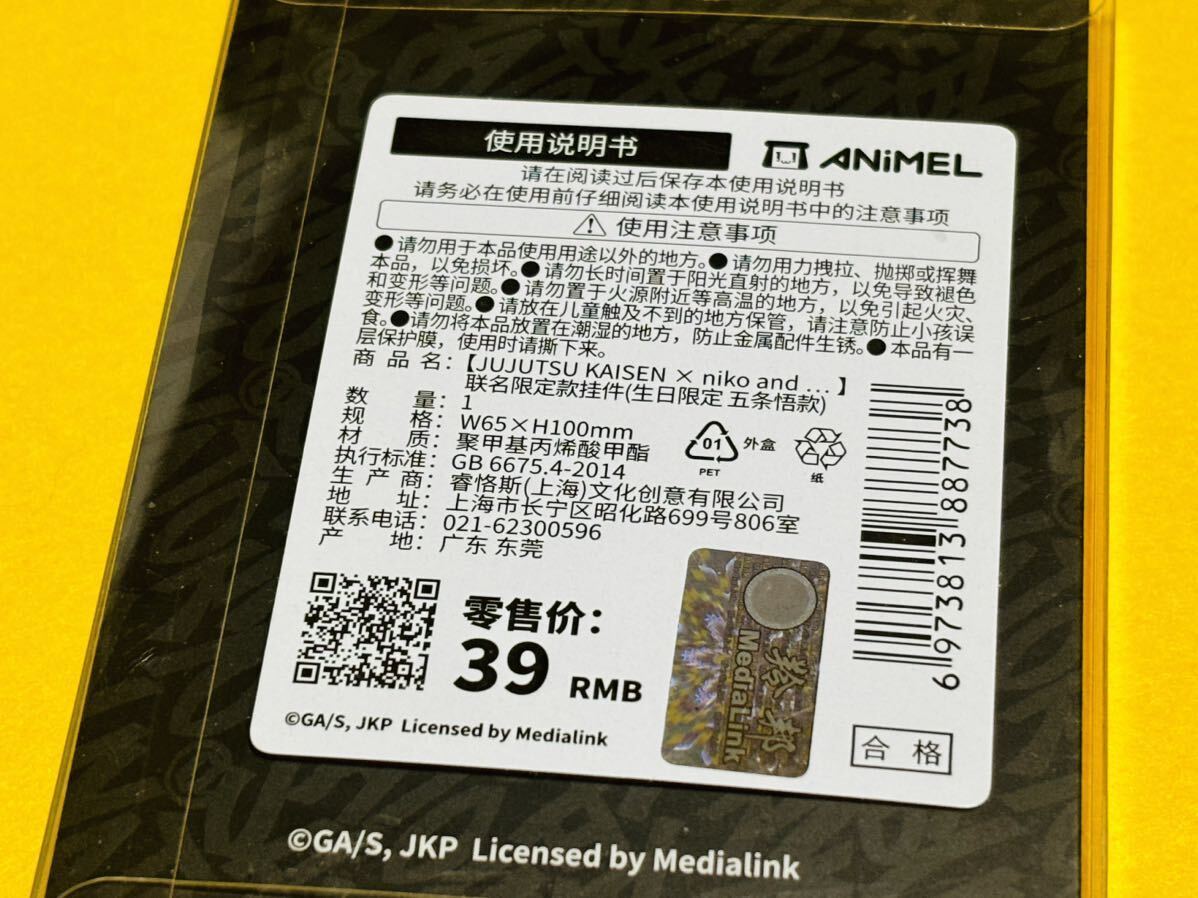 使用说明书
ANiMEL
请在阅读过后保存本使用说明书
请务必在使用前仔细阅读本使用说明书中的注意事项
使用注意事项
●请勿用于本品使用用途以外的地方。●请勿用力拽拉、抛掷或挥舞
本品，以免损坏。●请勿长时间置于阳光直射的地方，以免导致褪色
和变形等问题。●请勿置于火源附近等高温的地方，以免引起火灾、
变形等问题。●请放在儿童触及不到的地方保管，请注意防止小孩误
食。●请勿将本品放置在潮湿的地方，防止金属配件生锈。●本品有一
层保护膜，使用时请撕下来。
商品名：【JUJUTSU KAISEN × niko and ...】
联名限定款挂件(生日限定 五条悟款)
数量：1
规格：W65×H100mm
材质：聚甲基丙烯酸甲酯
执行标准：GB 6675.4-2014
生产商：睿恪斯(上海)文化创意有限公司
地址：上海市长宁区昭化路699号806室
联系电话：021-62300596
产地：广东 东莞
01
PET
外盒
纸
6973813887738
零售价：
39 RMB
羚邦
MediaLink
合格
©GA/S, JKP Licensed by Medialink
©GA/S, JKP Licensed by Medialink